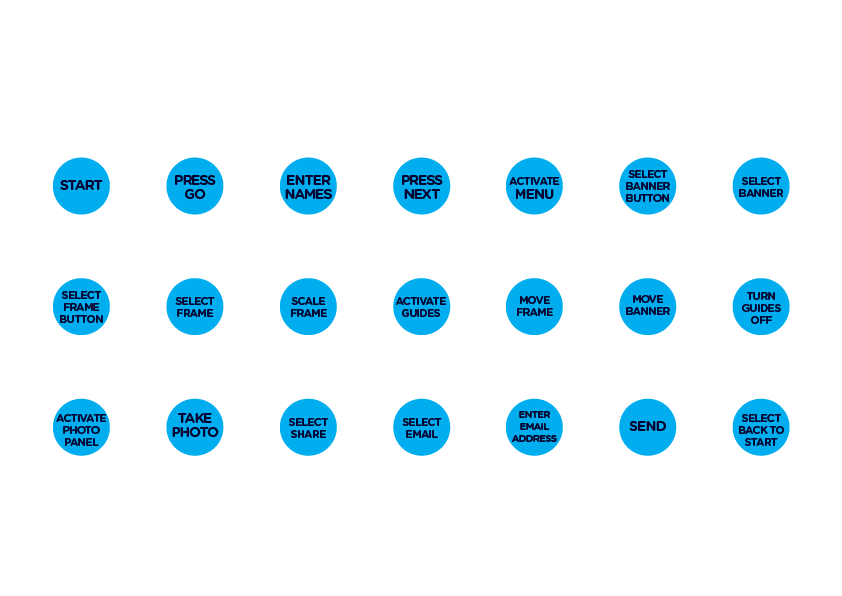 START
PRESS
GO
ENTER
NAMES
PRESS
NEXT
ACTIVATE
MENU
SELECT
BANNER
BUTTON
SELECT
BANNER
SELECT
FRAME
BUTTON
SELECT
FRAME
SCALE
FRAME
ACTIVATE
GUIDES
MOVE
FRAME
MOVE
BANNER
TURN
GUIDES
OFF
ACTIVATE
PHOTO
PANEL
TAKE
PHOTO
SELECT
SHARE
SELECT
EMAIL
ENTER
EMAIL
ADDRESS
SEND
SELECT
BACK TO
START